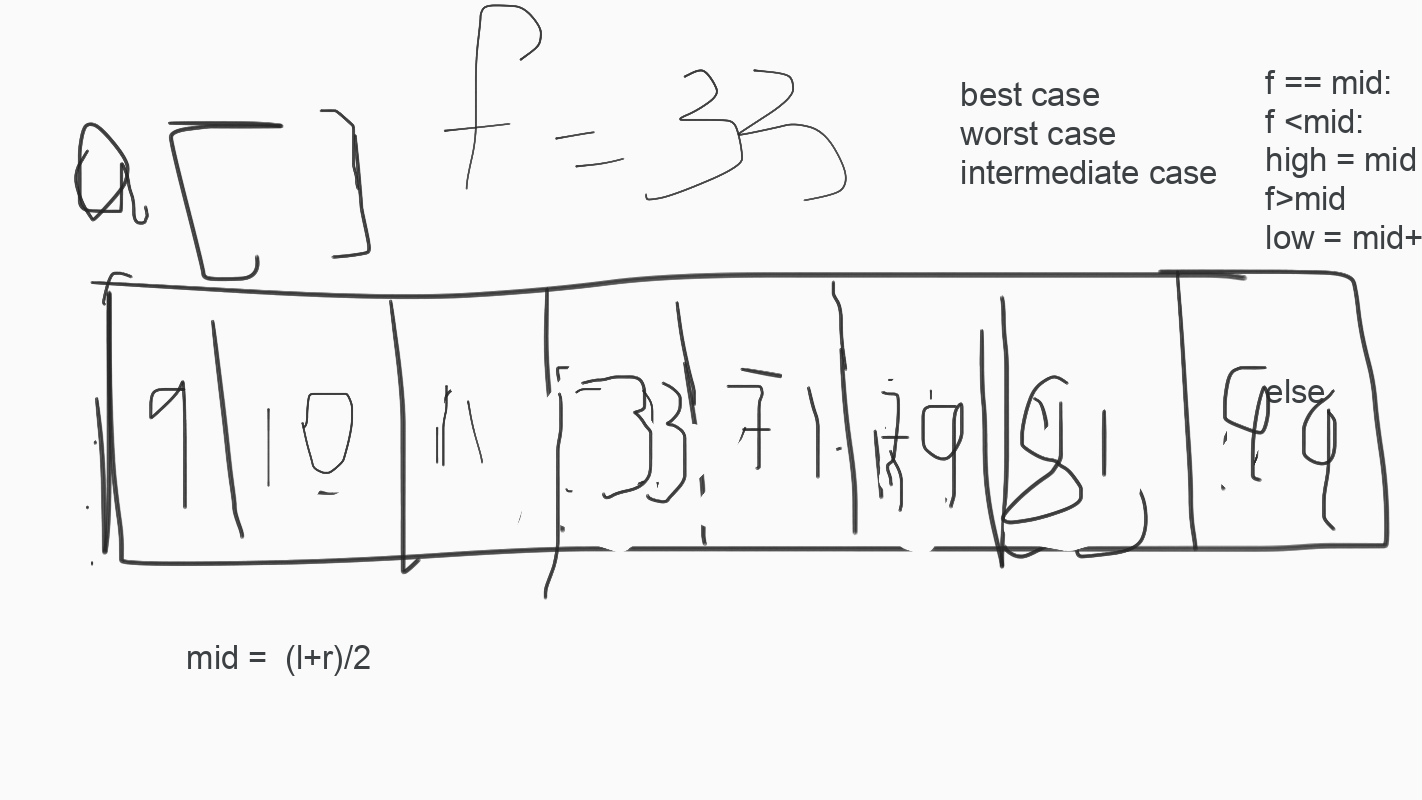 f = 33
best case
worst case
intermediate case
f == mid:
f <mid:
high = mid
f>mid
low = mid+
a [ ]
9 10 11 33 71 79 81 99
else
mid = (l+r)/2